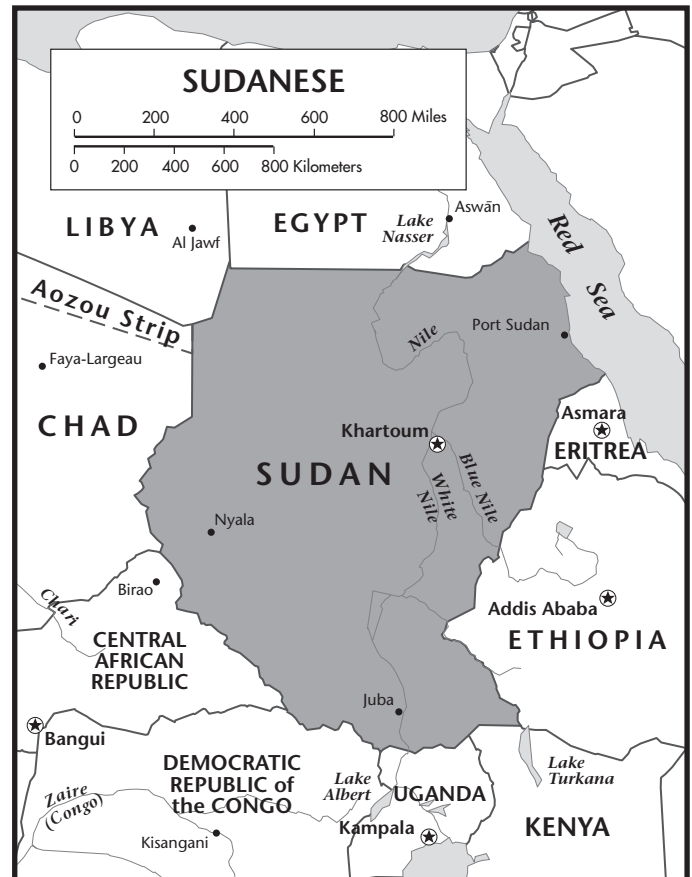 SUDANESE
0 200 400 600 800 Miles
0 200 400 600 800 Kilometers
LIBYA
Al Jawf
EGYPT
Lake
Nasser
Aswān
Red
Sea
Aozou Strip
Faya-Largeau
CHAD
Nile
Port Sudan
Khartoum
Asmara
ERITREA
SUDAN
White
Nile
Blue Nile
Nyala
Birao
Chari
Addis Ababa
ETHIOPIA
CENTRAL
AFRICAN
REPUBLIC
Juba
Bangui
DEMOCRATIC
REPUBLIC of
the CONGO
Zaire
(Congo)
Kisangani
Lake
Albert
UGANDA
Kampala
Lake
Turkana
KENYA